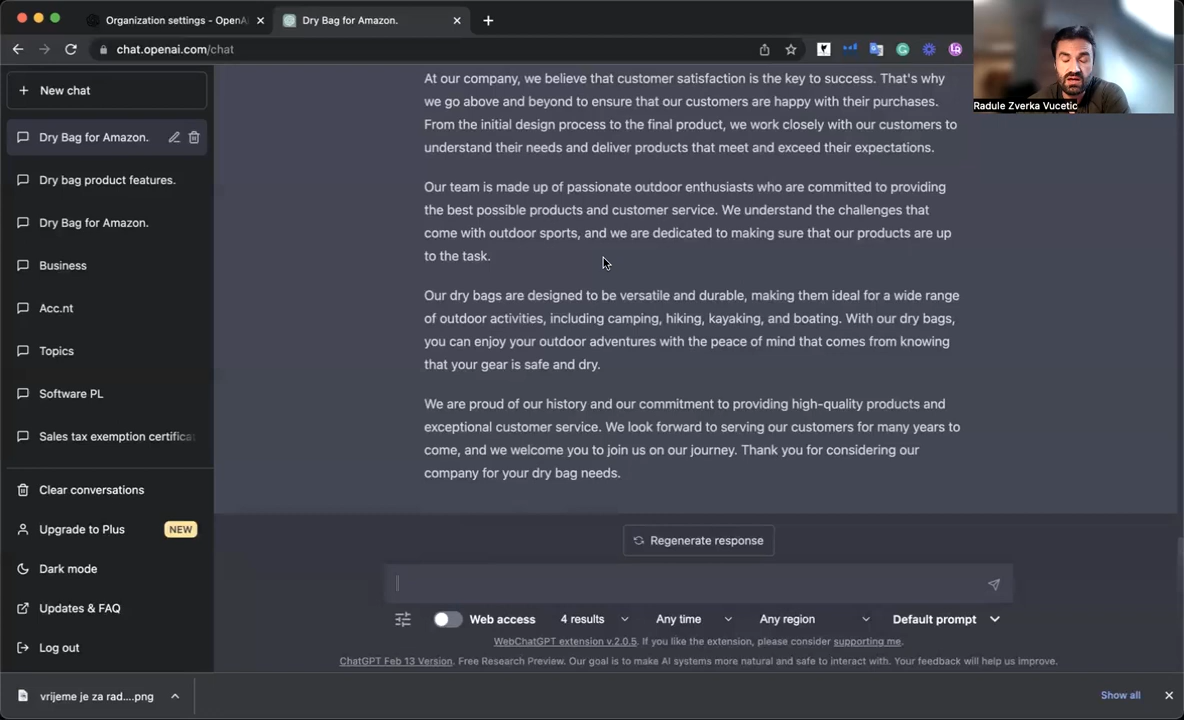 Organization settings - OpenA
Dry Bag for Amazon.
chat.openai.com/chat
Radule Zverka Vucetic
New chat
Dry Bag for Amazon.
Dry bag product features.
Dry Bag for Amazon.
Business
Acc.nt
Topics
Software PL
Sales tax exemption certificat
Clear conversations
Upgrade to Plus
NEW
Dark mode
Updates & FAQ
Log out
At our company, we believe that customer satisfaction is the key to success. That's why
we go above and beyond to ensure that our customers are happy with their purchases.
From the initial design process to the final product, we work closely with our customers to
understand their needs and deliver products that meet and exceed their expectations.
Our team is made up of passionate outdoor enthusiasts who are committed to providing
the best possible products and customer service. We understand the challenges that
come with outdoor sports, and we are dedicated to making sure that our products are up
to the task.
Our dry bags are designed to be versatile and durable, making them ideal for a wide range
of outdoor activities, including camping, hiking, kayaking, and boating. With our dry bags,
you can enjoy your outdoor adventures with the peace of mind that comes from knowing
that your gear is safe and dry.
We are proud of our history and our commitment to providing high-quality products and
exceptional customer service. We look forward to serving our customers for many years to
come, and we welcome you to join us on our journey. Thank you for considering our
company for your dry bag needs.
Regenerate response
Web access
4 results
Any time
Any region
Default prompt
WebChatGPT extension v.2.0.5. If you like the extension, please consider supporting me.
ChatGPT Feb 13 Version. Free Research Preview. Our goal is to make AI systems more natural and safe to interact with. Your feedback will help us improve.
vrijeme je za rad....png
Show all